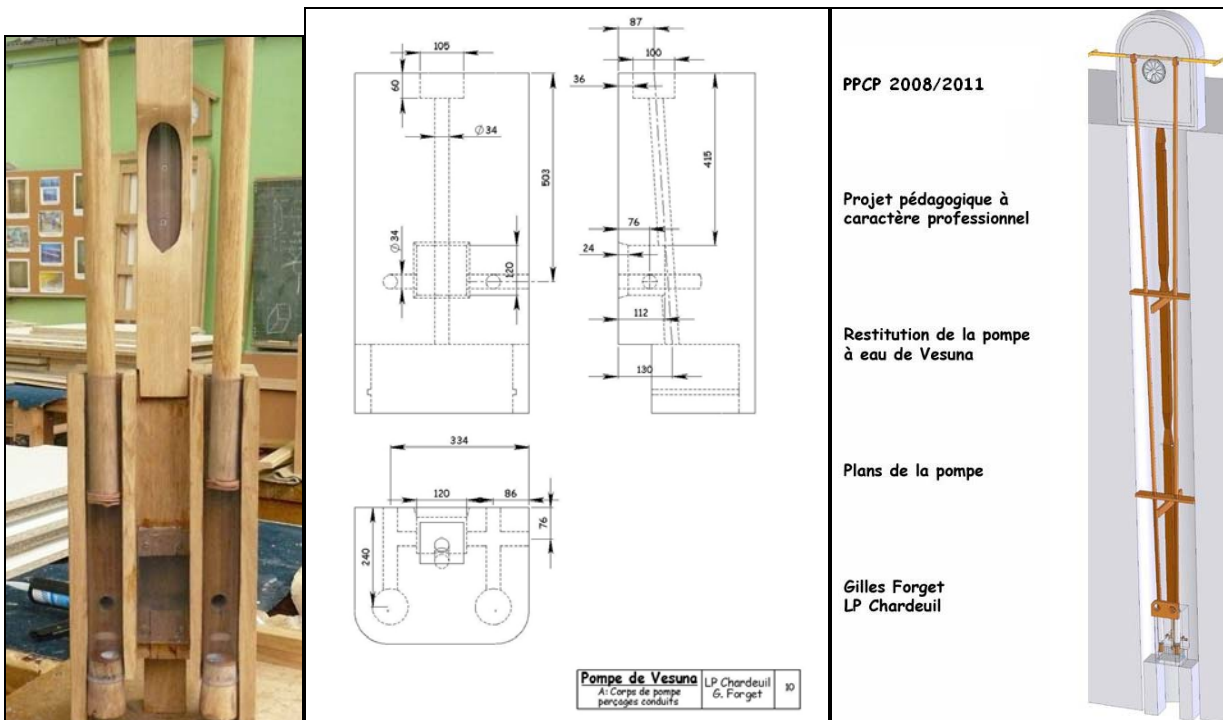 87
105
100
36
60
∅34
503
415
76
∅34
24
120
112
130
334
120
86
76
240
Pompe de Vesuna
A: Corps de pompe
perçages conduits
LP Chardeuil
G. Forget
10
PPCP 2008/2011
Projet pédagogique à
caractère professionnel
Restitution de la pompe
à eau de Vesuna
Plans de la pompe
Gilles Forget
LP Chardeuil